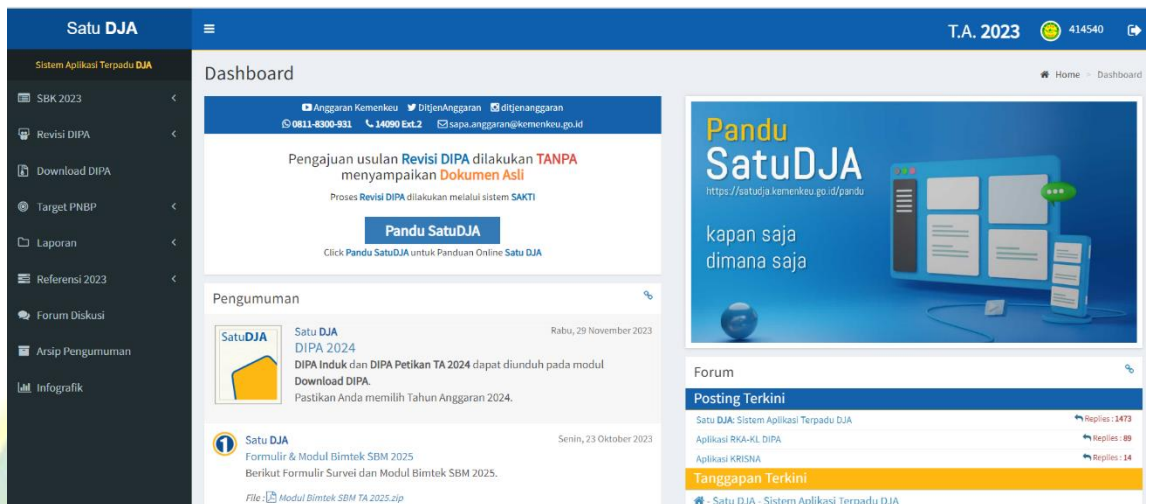 Satu DJA
T.A. 2023
414540
Sistem Aplikasi Terpadu DJA
SBK 2023
Revisi DIPA
Download DIPA
Target PNBP
Laporan
Referensi 2023
Forum Diskusi
Arsip Pengumuman
Infografik
Dashboard
Home > Dashboard
Anggaran Kemenkeu DitjenAnggaran ditjenanggaran
0811-8300-931 14090 Ext.2 sapa.anggaran@kemenkeu.go.id
Pengajuan usulan Revisi DIPA dilakukan TANPA
menyampaikan Dokumen Asli
Proses Revisi DIPA dilakukan melalui sistem SAKTI
Pandu SatuDJA
Click Pandu SatuDJA untuk Panduan Online Satu DJA
Pengumuman
SatuDJA
Satu DJA
Rabu, 29 November 2023
DIPA 2024
DIPA Induk dan DIPA Petikan TA 2024 dapat diunduh pada modul
Download DIPA.
Pastikan Anda memilih Tahun Anggaran 2024.
1
Satu DJA
Senin, 23 Oktober 2023
Formulir & Modul Bimtek SBM 2025
Berikut Formulir Survei dan Modul Bimtek SBM 2025.
File : Modul Bimtek SBM TA 2025.zip
Pandu
SatuDJA
https://satudja.kemenkeu.go.id/pandu
kapan saja
dimana saja
Forum
Posting Terkini
Satu DJA: Sistem Aplikasi Terpadu DJA
Replies : 1473
Aplikasi RKA-KL DIPA
Replies : 89
Aplikasi KRISNA
Replies : 14
Tanggapan Terkini
- Satu DJA - Sistem Aplikasi Terpadu DJA